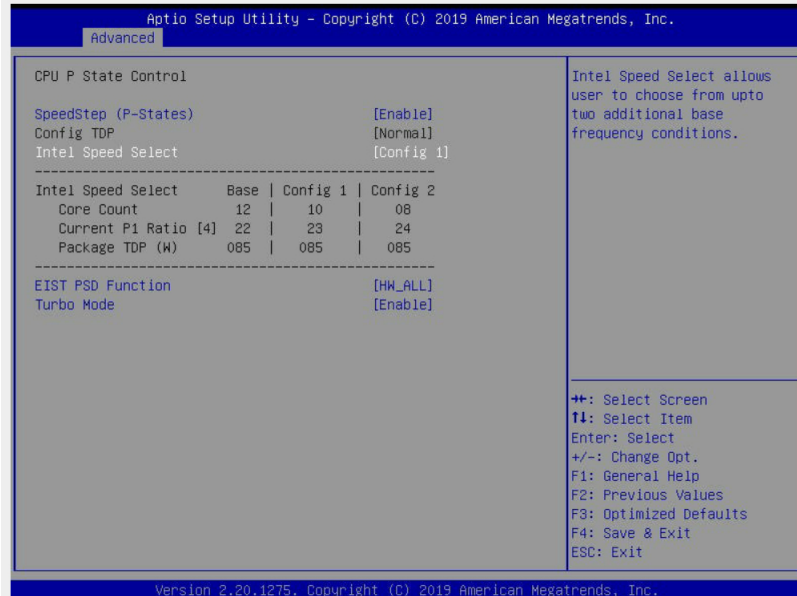 Aptio Setup Utility – Copyright (C) 2019 American Megatrends, Inc.
Advanced
CPU P State Control
SpeedStep (P-States) [Enable]
Config TDP [Normal]
Intel Speed Select [Config 1]
--------------------------------------------------
Intel Speed Select Base | Config 1 | Config 2
Core Count 12 | 10 | 08
Current P1 Ratio [4] 22 | 23 | 24
Package TDP (W) 085 | 085 | 085
--------------------------------------------------
EIST PSD Function [HW_ALL]
Turbo Mode [Enable]
Intel Speed Select allows
user to choose from upto
two additional base
frequency conditions.
→←: Select Screen
↑↓: Select Item
Enter: Select
+/-: Change Opt.
F1: General Help
F2: Previous Values
F3: Optimized Defaults
F4: Save & Exit
ESC: Exit
Version 2.20.1275. Copyright (C) 2019 American Megatrends, Inc.